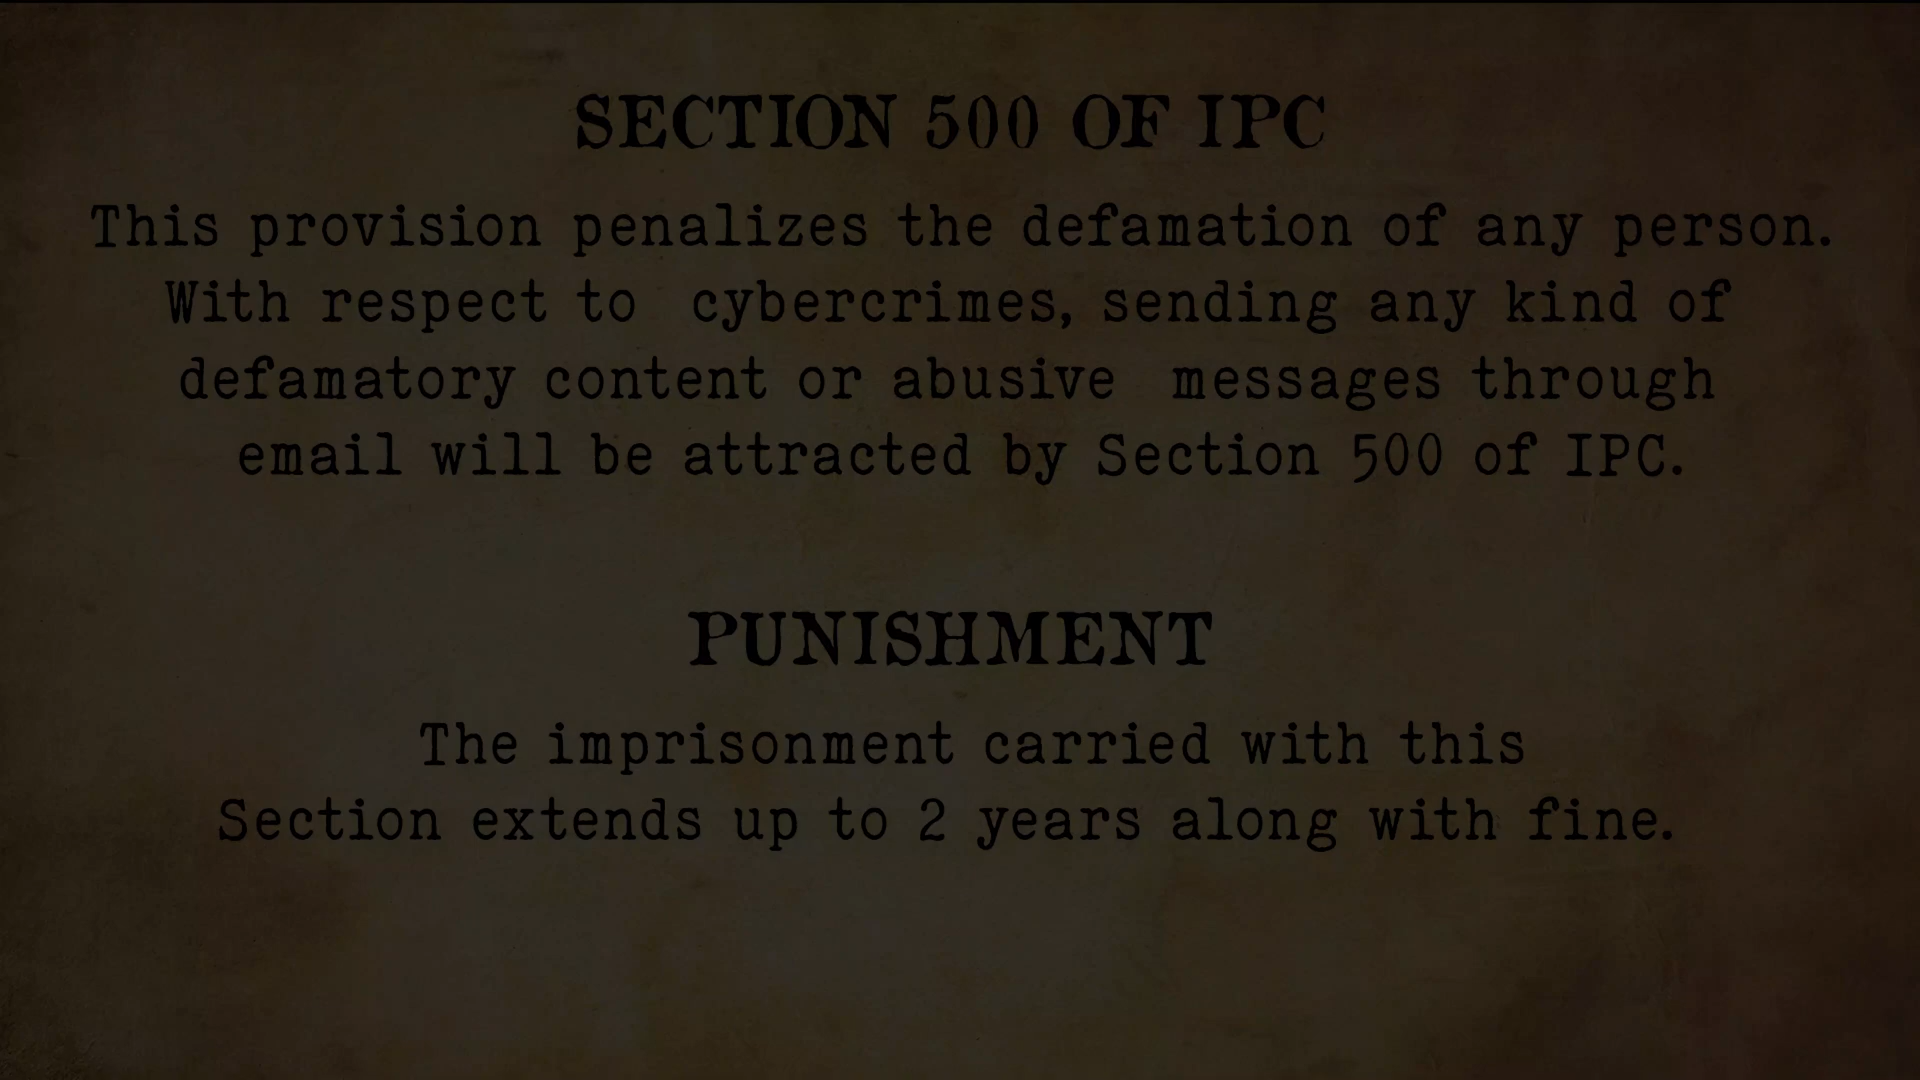 SECTION 500 OF IPC
This provision penalizes the defamation of any person.
With respect to cybercrimes, sending any kind of
defamatory content or abusive messages through
email will be attracted by Section 500 of IPC.
PUNISHMENT
The imprisonment carried with this
Section extends up to 2 years along with fine.